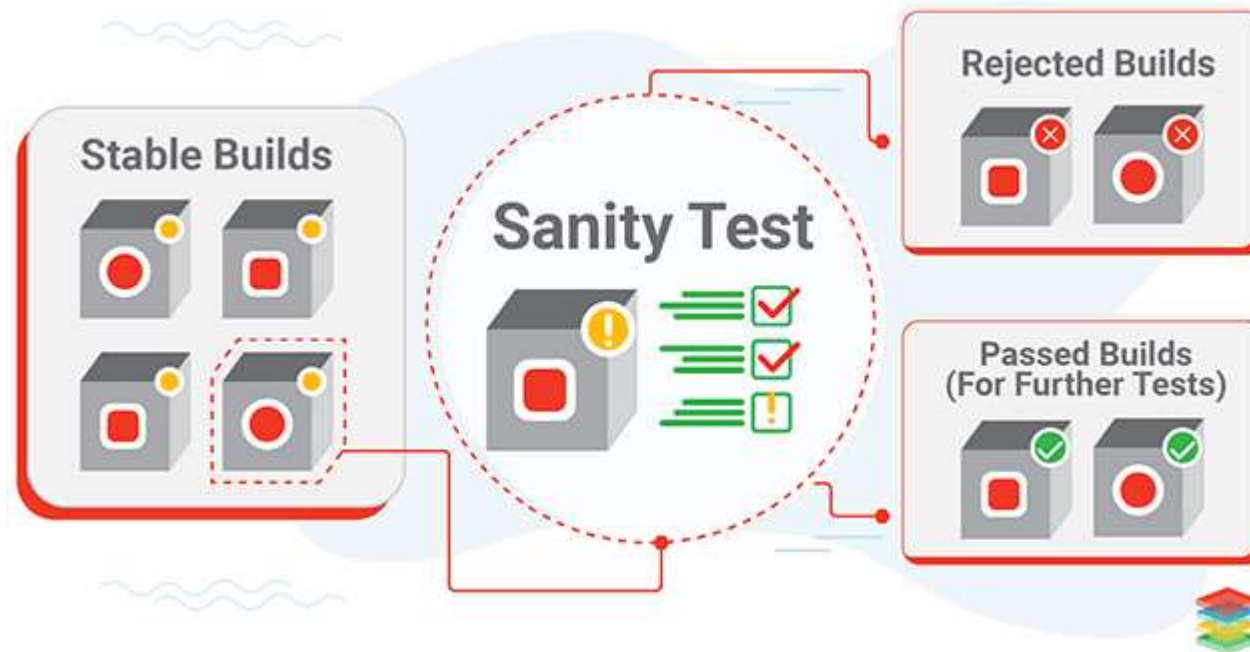 Stable Builds
Sanity Test
Rejected Builds
Passed Builds
(For Further Tests)